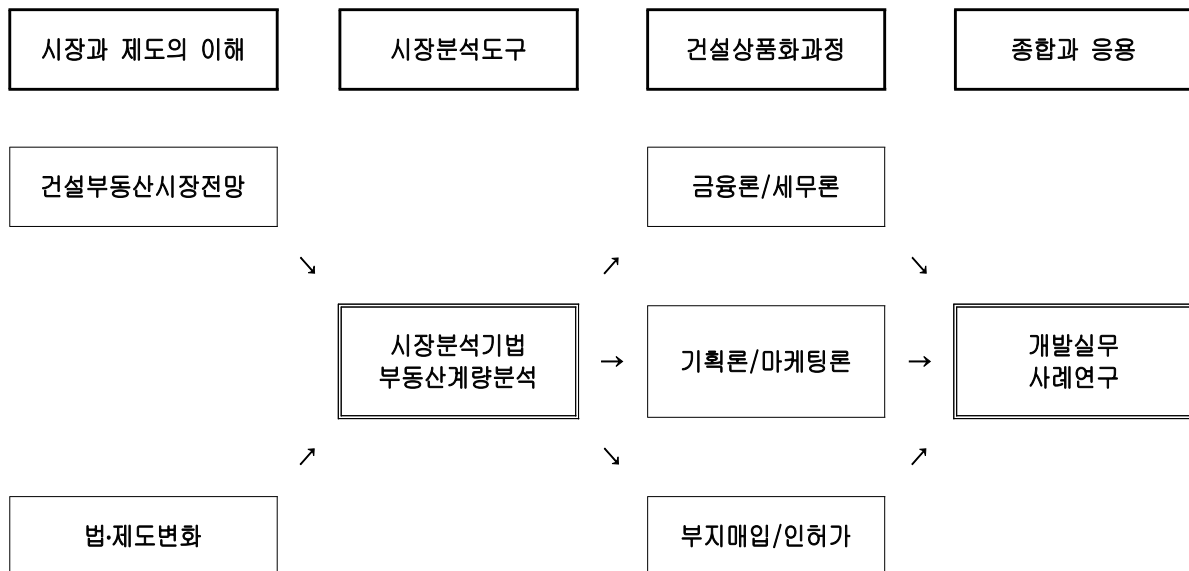 시장과 제도의 이해
시장분석도구
건설상품화과정
종합과 응용
건설부동산시장전망
금융론/세무론
↘
↗
↘
시장분석기법
부동산계량분석
→
기획론/마케팅론
→
개발실무
사례연구
↗
↘
↗
법·제도변화
부지매입/인허가